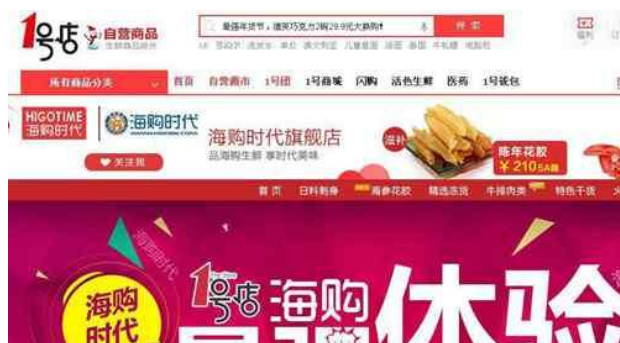 1号店 自营商品
搜索
所有商品分类 首页 自营超市 1号团 1号商城 闪购 活色生鲜 医药 1号钱包
HIGOTIME
海购时代
海购时代
海购时代旗舰店
品海购生鲜 享时代美味
关注我
滋补
陈年花胶
¥210
首页 日料刺身 海参花胶 精选冻货 牛排肉类 特色干货
海购时代
海购
时代
1号店 海购 体验